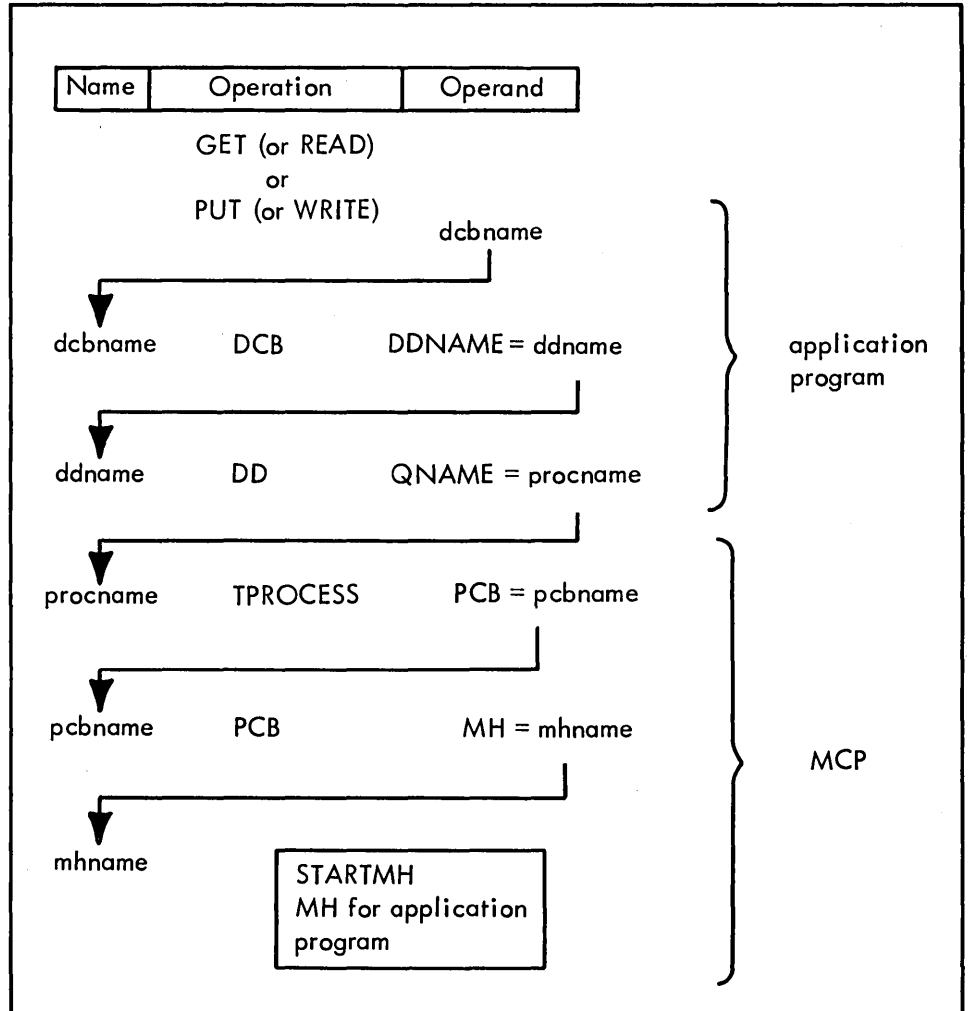 Name Operation Operand
GET (or READ)
or
PUT (or WRITE)
dcbname
dcbname DCB DDNAME = ddname
application
program
ddname DD QNAME = procname
procname TPROCESS PCB = pcbname
pcbname PCB MH = mhname
MCP
mhname
STARTMH
MH for application
program